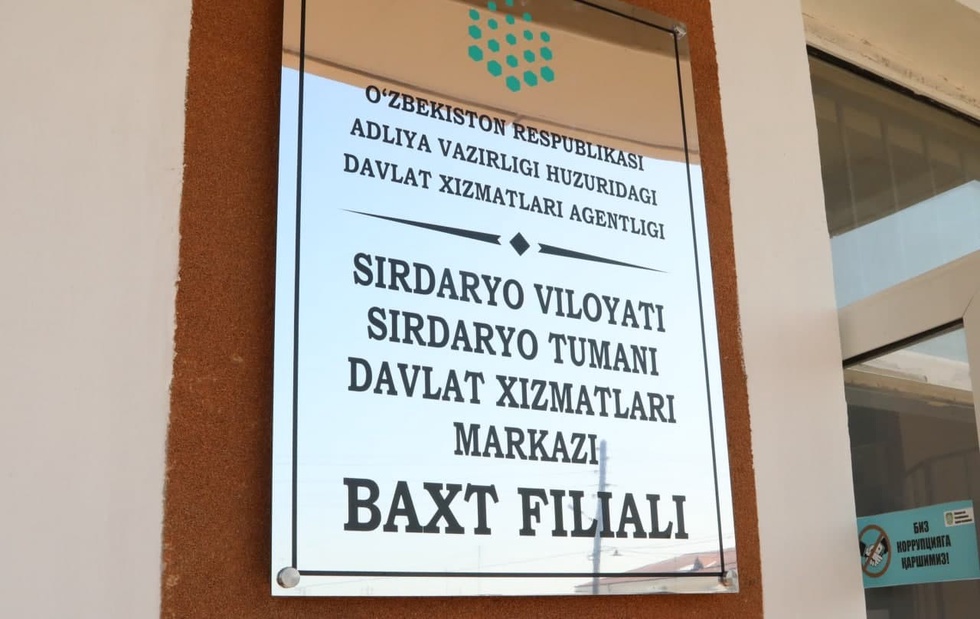 O‘ZBEKISTON RESPUBLIKASI
ADLIYA VAZIRLIGI HUZURIDAGI
DAVLAT XIZMATLARI AGENTLIGI
SIRDARYO VILOYATI
SIRDARYO TUMANI
DAVLAT XIZMATLARI
MARKAZI
BAXT FILIALI
БИЗ
КОРРУПЦИЯГА
ҚАРШИМИЗ!